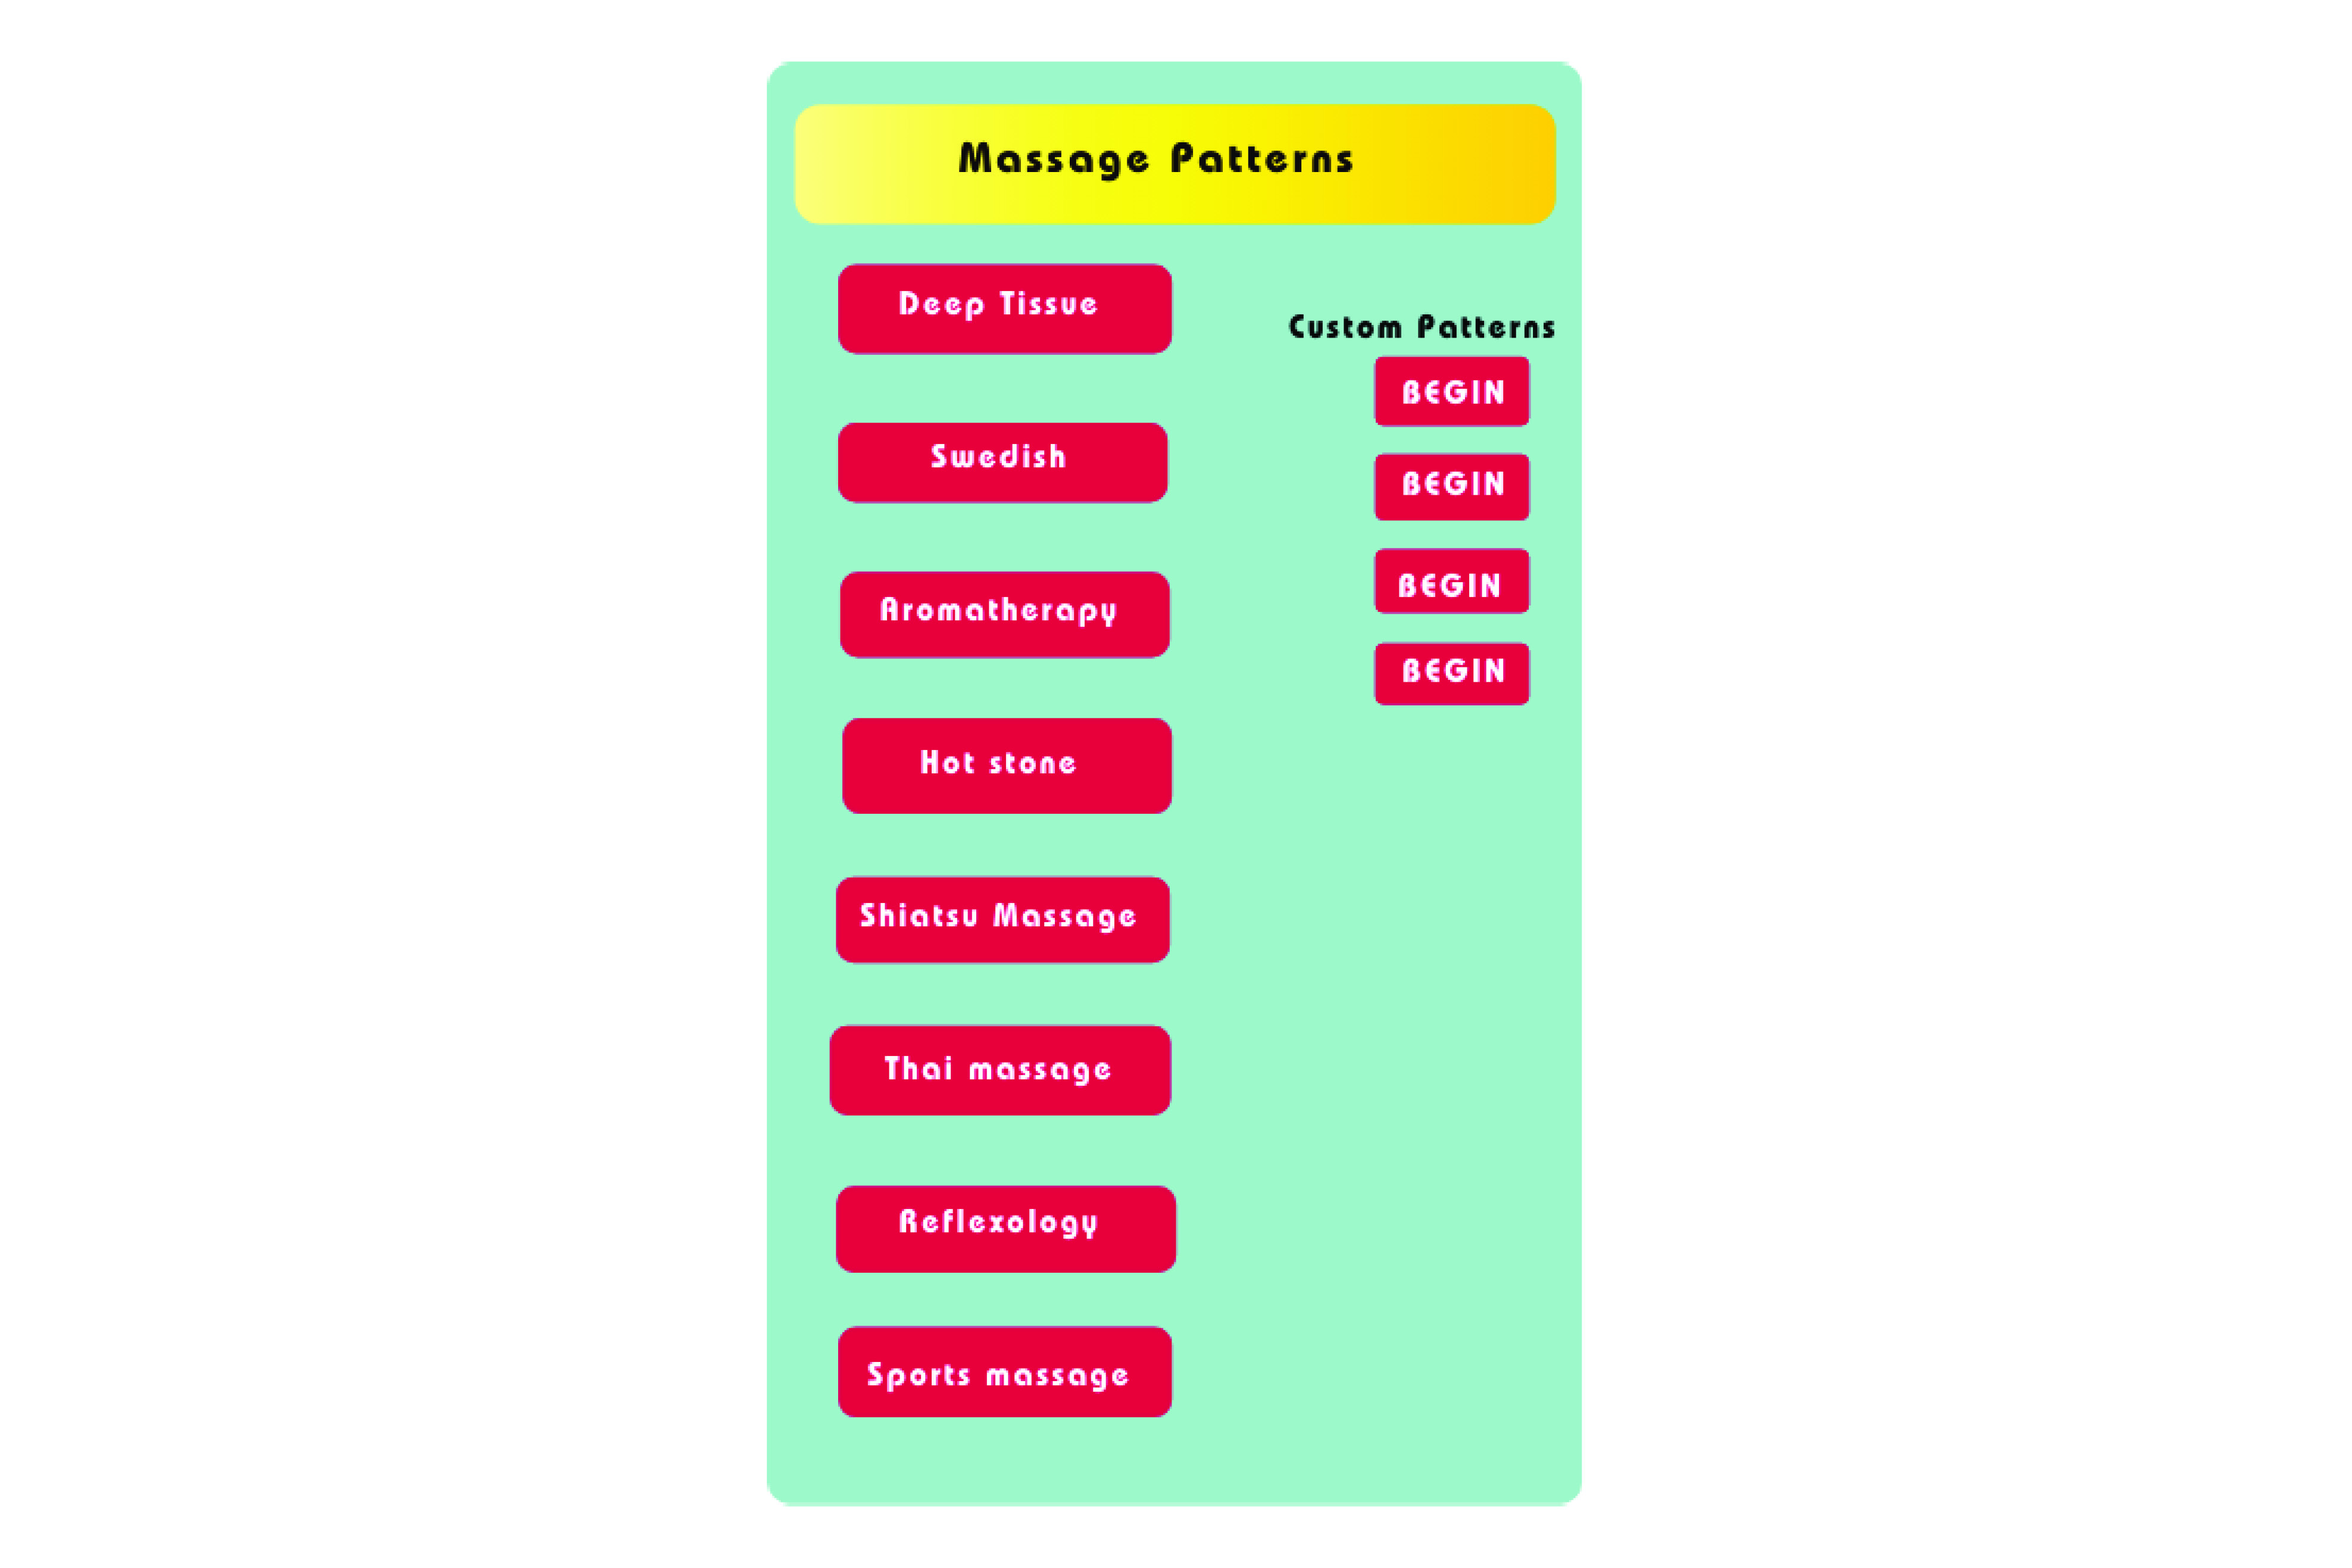 Massage Patterns
Deep Tissue
Swedish
Aromatherapy
Hot stone
Shiatsu Massage
Thai massage
Reflexology
Sports massage
Custom Patterns
BEGIN
BEGIN
BEGIN
BEGIN